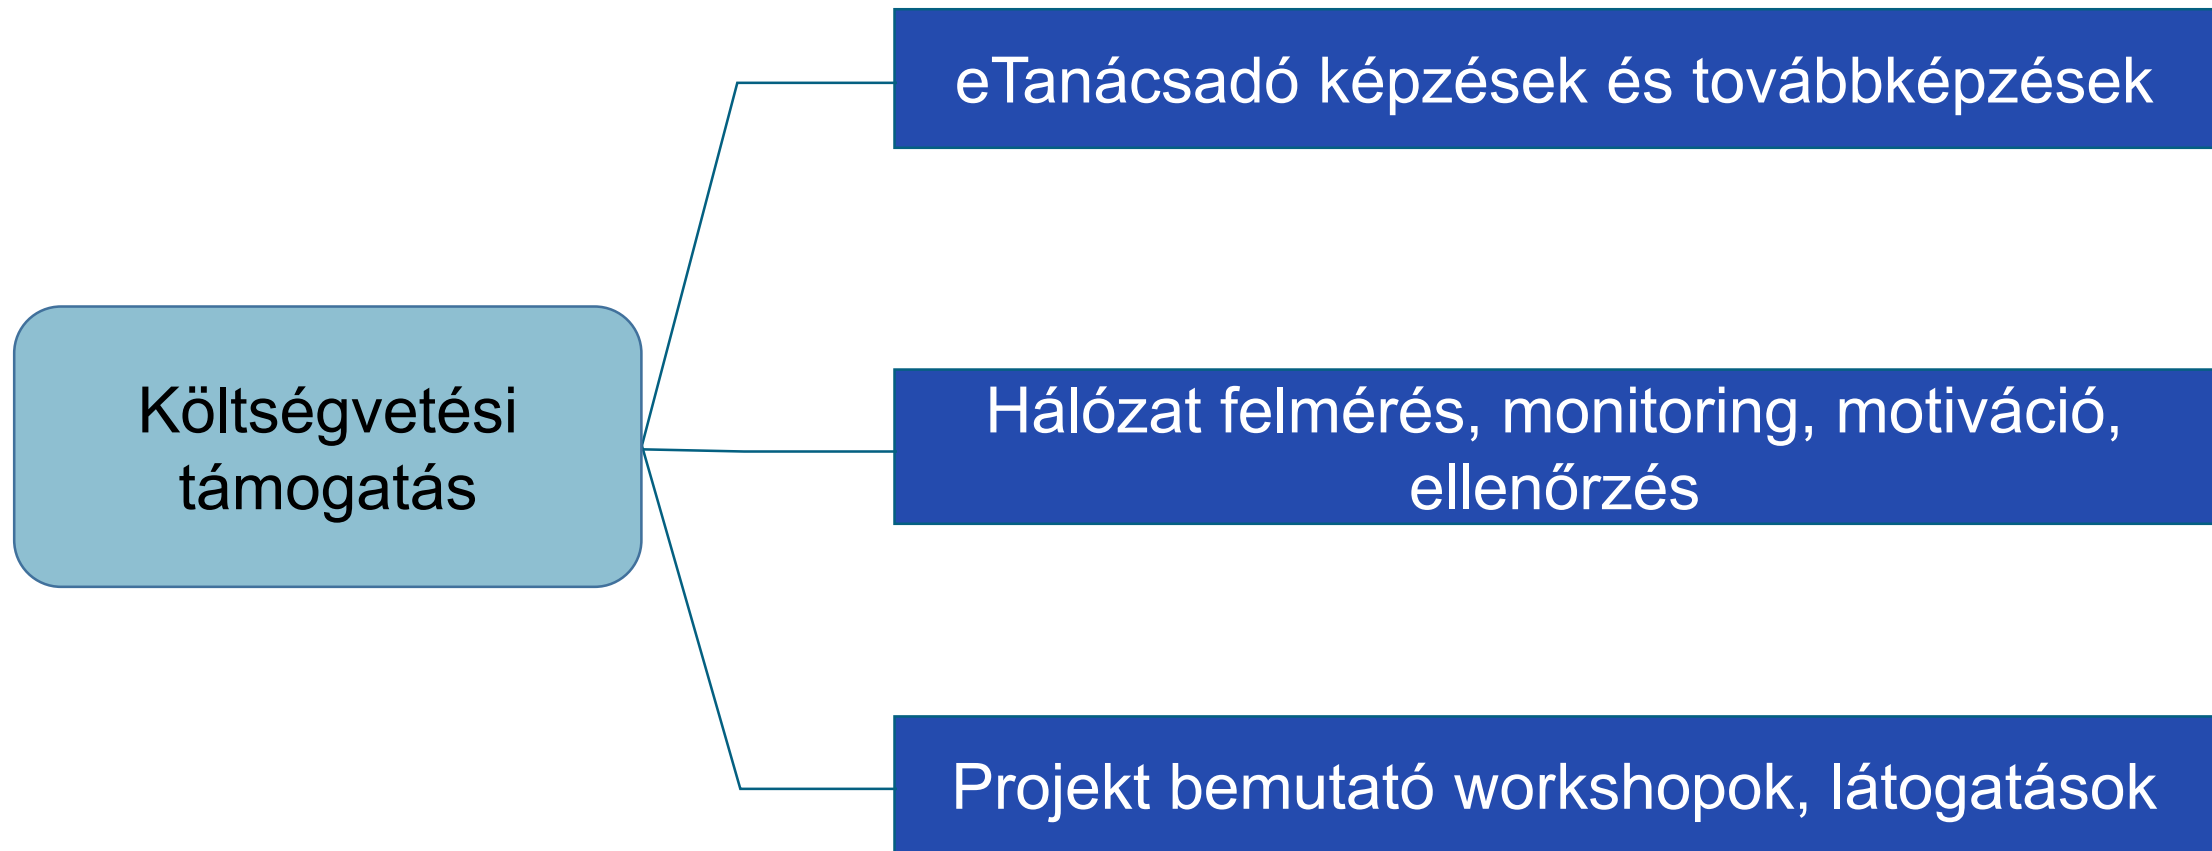 eTanácsadó képzések és továbbképzések
Költségvetési
támogatás
Hálózat felmérés, monitoring, motiváció,
ellenőrzés
Projekt bemutató workshopok, látogatások